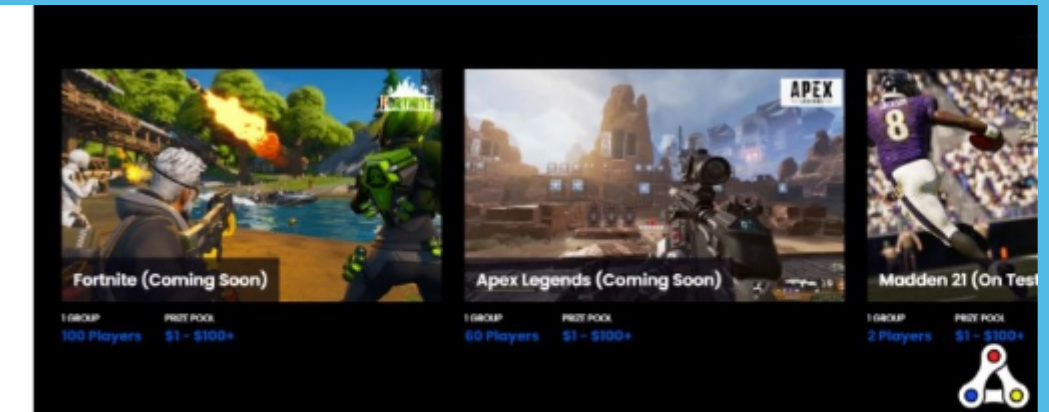 FORTNITE
APEX
LEGENDS
JACKSON
8
Fortnite (Coming Soon)
Apex Legends (Coming Soon)
Madden 21 (On Test
1 GROUP PRIZE POOL
100 Players $1 - $100+
1 GROUP PRIZE POOL
60 Players $1 - $100+
1 GROUP PRIZE POOL
2 Players $1 - $100+